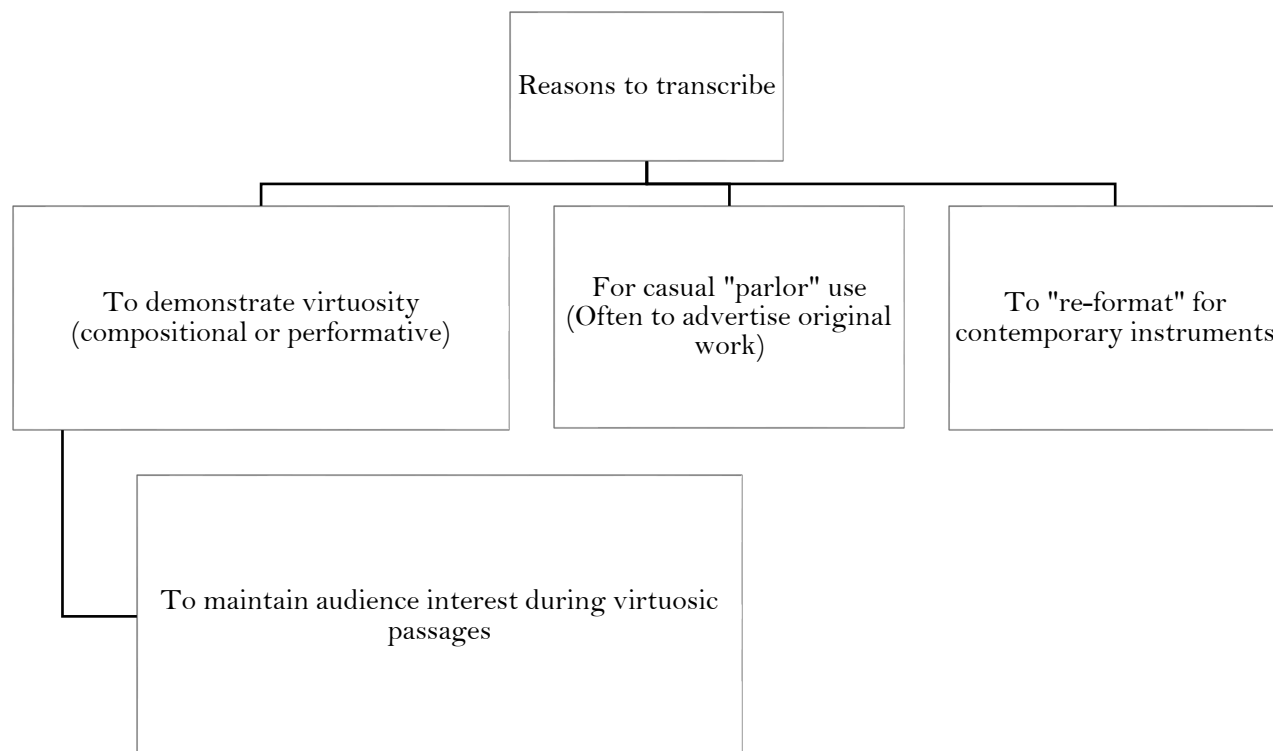 Reasons to transcribe
To demonstrate virtuosity
(compositional or performative)
For casual "parlor" use
(Often to advertise original
work)
To "re-format" for
contemporary instruments
To maintain audience interest during virtuosic
passages